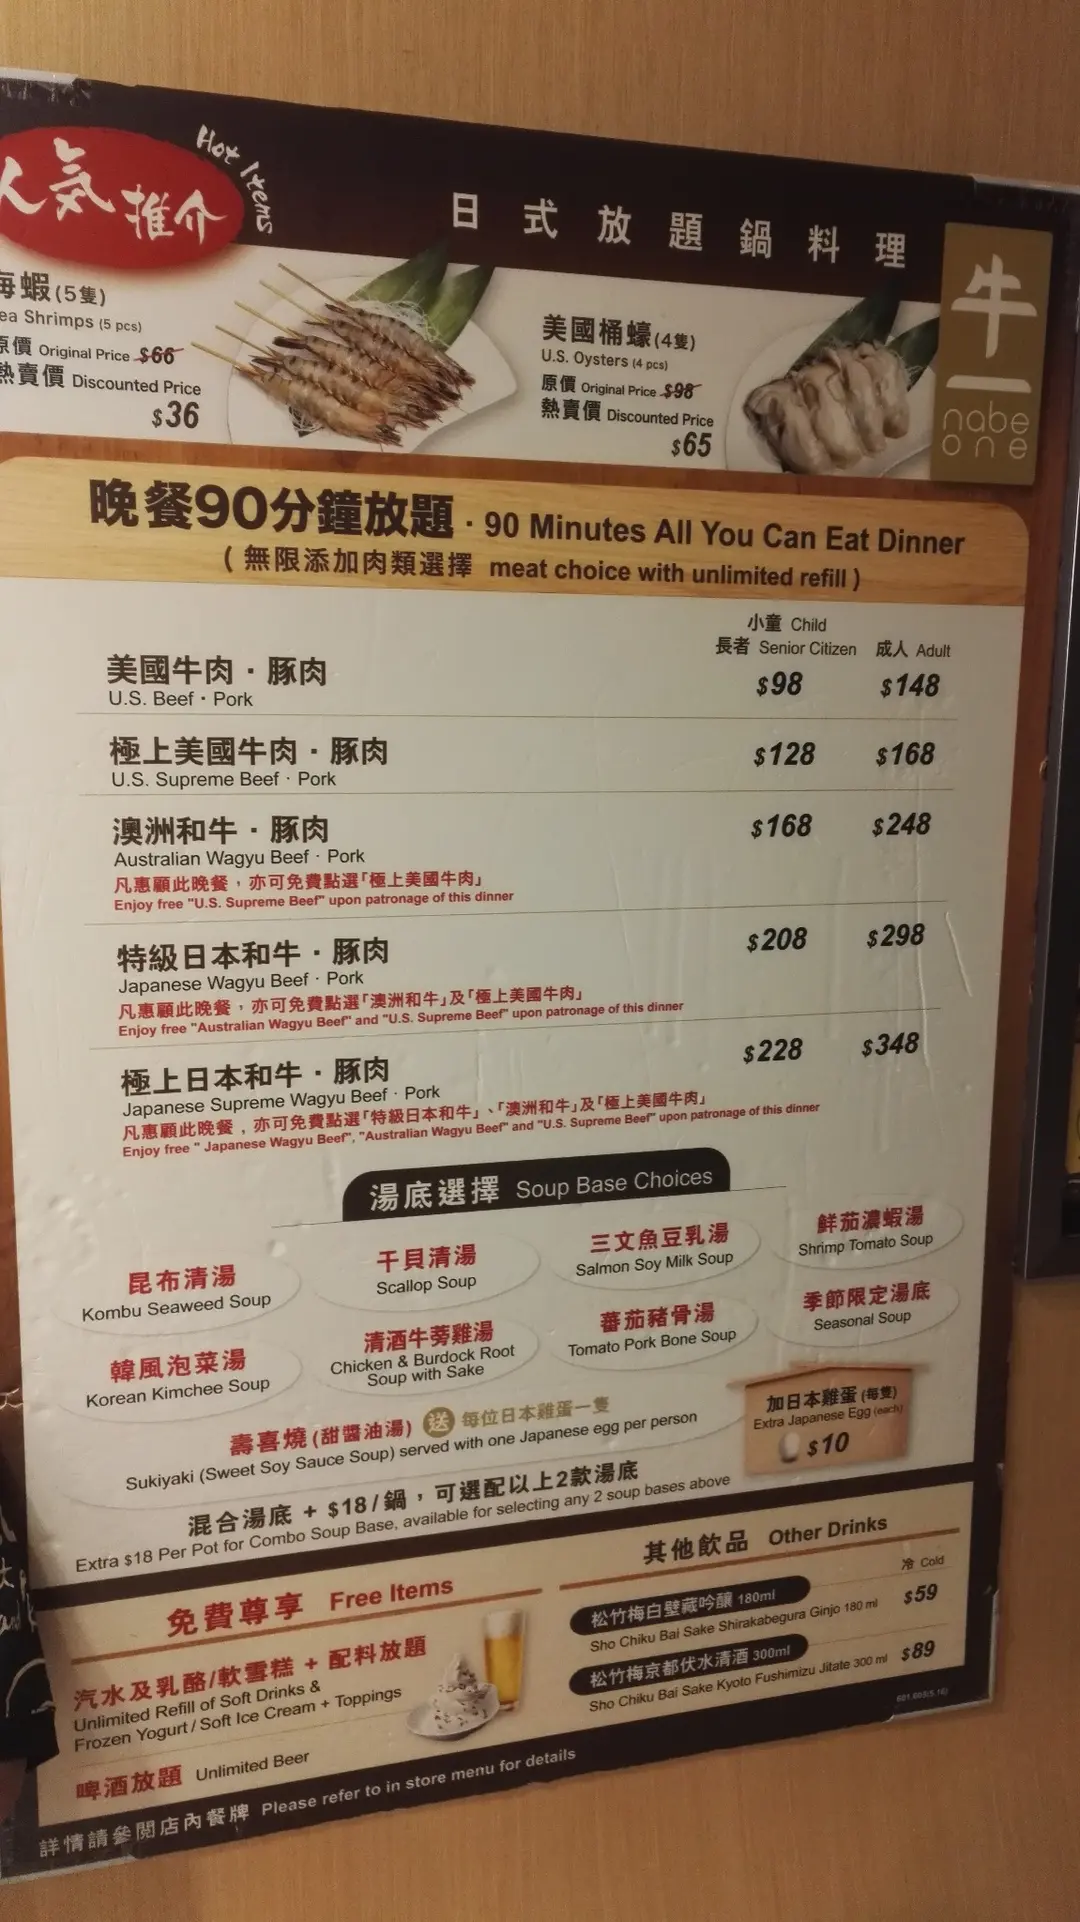 人氣推介
Hot Items
日式放題鍋料理
牛一
nabe
one
海蝦(5隻)
Sea Shrimps (5 pcs)
原價 Original Price $66
熱賣價 Discounted Price
$36
美國桶蠔(4隻)
U.S. Oysters (4 pcs)
原價 Original Price $98
熱賣價 Discounted Price
$65
晚餐90分鐘放題 · 90 Minutes All You Can Eat Dinner
( 無限添加肉類選擇 meat choice with unlimited refill )
小童 Child
長者 Senior Citizen 成人 Adult
美國牛肉 · 豚肉 $98 $148
U.S. Beef · Pork
極上美國牛肉 · 豚肉 $128 $168
U.S. Supreme Beef · Pork
澳洲和牛 · 豚肉 $168 $248
Australian Wagyu Beef · Pork
凡惠顧此晚餐，亦可免費點選「極上美國牛肉」
Enjoy free "U.S. Supreme Beef" upon patronage of this dinner
特級日本和牛 · 豚肉 $208 $298
Japanese Wagyu Beef · Pork
凡惠顧此晚餐，亦可免費點選「澳洲和牛」及「極上美國牛肉」
Enjoy free "Australian Wagyu Beef" and "U.S. Supreme Beef" upon patronage of this dinner
極上日本和牛 · 豚肉 $228 $348
Japanese Supreme Wagyu Beef · Pork
凡惠顧此晚餐，亦可免費點選「特級日本和牛」、「澳洲和牛」及「極上美國牛肉」
Enjoy free " Japanese Wagyu Beef", "Australian Wagyu Beef" and "U.S. Supreme Beef" upon patronage of this dinner
湯底選擇 Soup Base Choices
昆布清湯
Kombu Seaweed Soup
干貝清湯
Scallop Soup
三文魚豆乳湯
Salmon Soy Milk Soup
鮮茄濃蝦湯
Shrimp Tomato Soup
韓風泡菜湯
Korean Kimchee Soup
清酒牛蒡雞湯
Chicken & Burdock Root
Soup with Sake
蕃茄豬骨湯
Tomato Pork Bone Soup
季節限定湯底
Seasonal Soup
壽喜燒(甜醬油湯) 送 每位日本雞蛋一隻
Sukiyaki (Sweet Soy Sauce Soup) served with one Japanese egg per person
加日本雞蛋(每隻)
Extra Japanese Egg (each)
$10
混合湯底 + $18/鍋，可選配以上2款湯底
Extra $18 Per Pot for Combo Soup Base, available for selecting any 2 soup bases above
免費尊享 Free Items
汽水及乳酪/軟雪糕 + 配料放題
Unlimited Refill of Soft Drinks &
Frozen Yogurt / Soft Ice Cream + Toppings
啤酒放題 Unlimited Beer
其他飲品 Other Drinks
冷 Cold
松竹梅白壁藏吟釀 180ml $59
Sho Chiku Bai Sake Shirakabegura Ginjo 180 ml
松竹梅京都伏水清酒 300ml $89
Sho Chiku Bai Sake Kyoto Fushimizu Jitate 300 ml
詳情請參閱店內餐牌 Please refer to in store menu for details